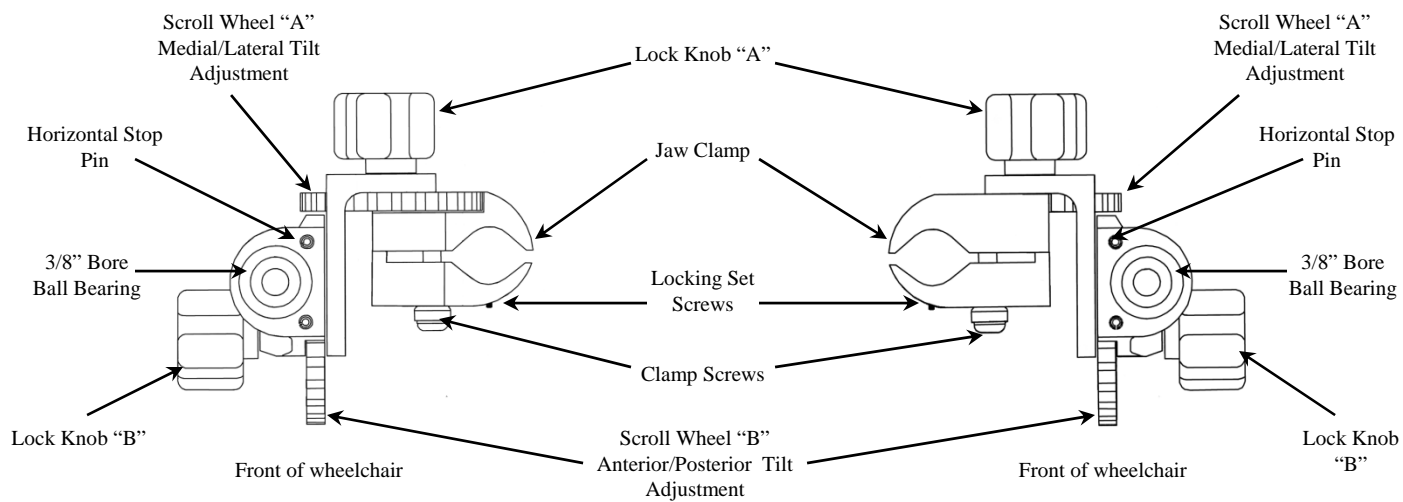 Scroll Wheel “A”
Medial/Lateral Tilt
Adjustment
Lock Knob “A”
Scroll Wheel “A”
Medial/Lateral Tilt
Adjustment
Horizontal Stop
Pin
Jaw Clamp
Horizontal Stop
Pin
3/8” Bore
Ball Bearing
Locking Set
Screws
3/8” Bore
Ball Bearing
Clamp Screws
Lock Knob “B”
Front of wheelchair
Scroll Wheel “B”
Anterior/Posterior Tilt
Adjustment
Front of wheelchair
Lock Knob
“B”